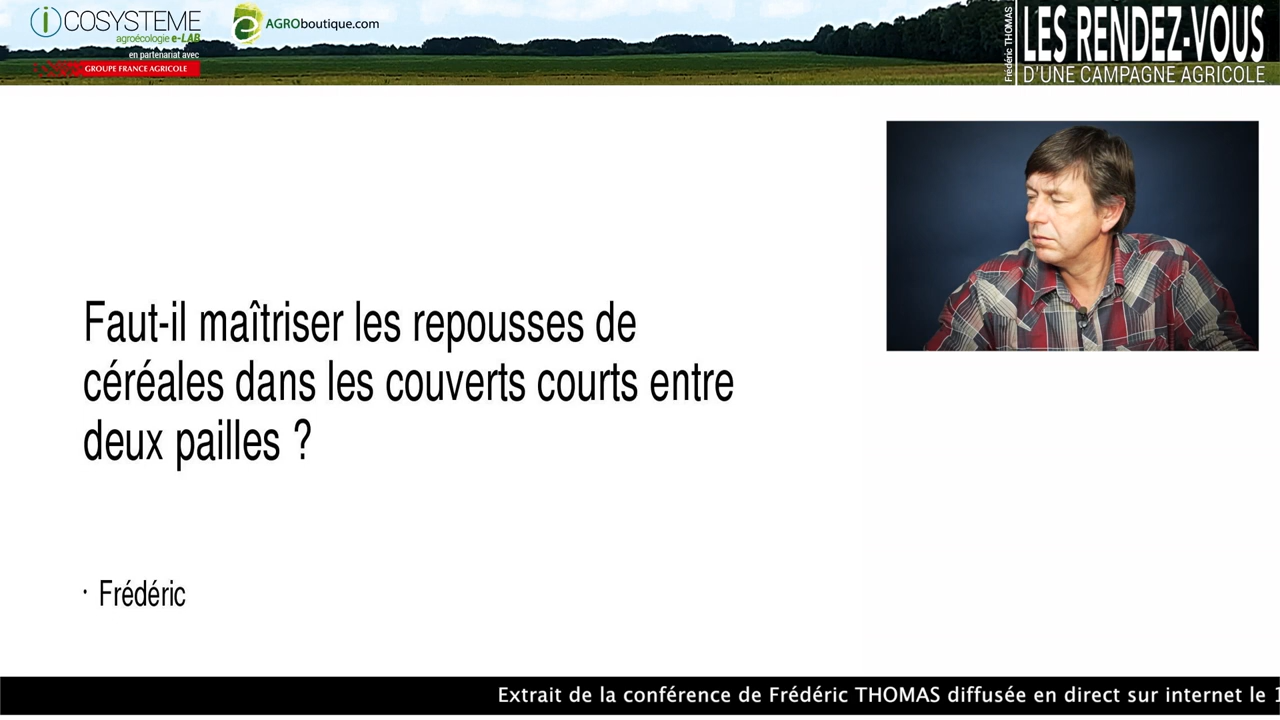 iCOSYSTEME
agroécologie e-LAB
en partenariat avec
GROUPE FRANCE AGRICOLE
e AGROboutique.com
Frédéric THOMAS
LES RENDEZ-VOUS
D'UNE CAMPAGNE AGRICOLE
Faut-il maîtriser les repousses de
céréales dans les couverts courts entre
deux pailles ?
· Frédéric
Extrait de la conférence de Frédéric THOMAS diffusée en direct sur internet le